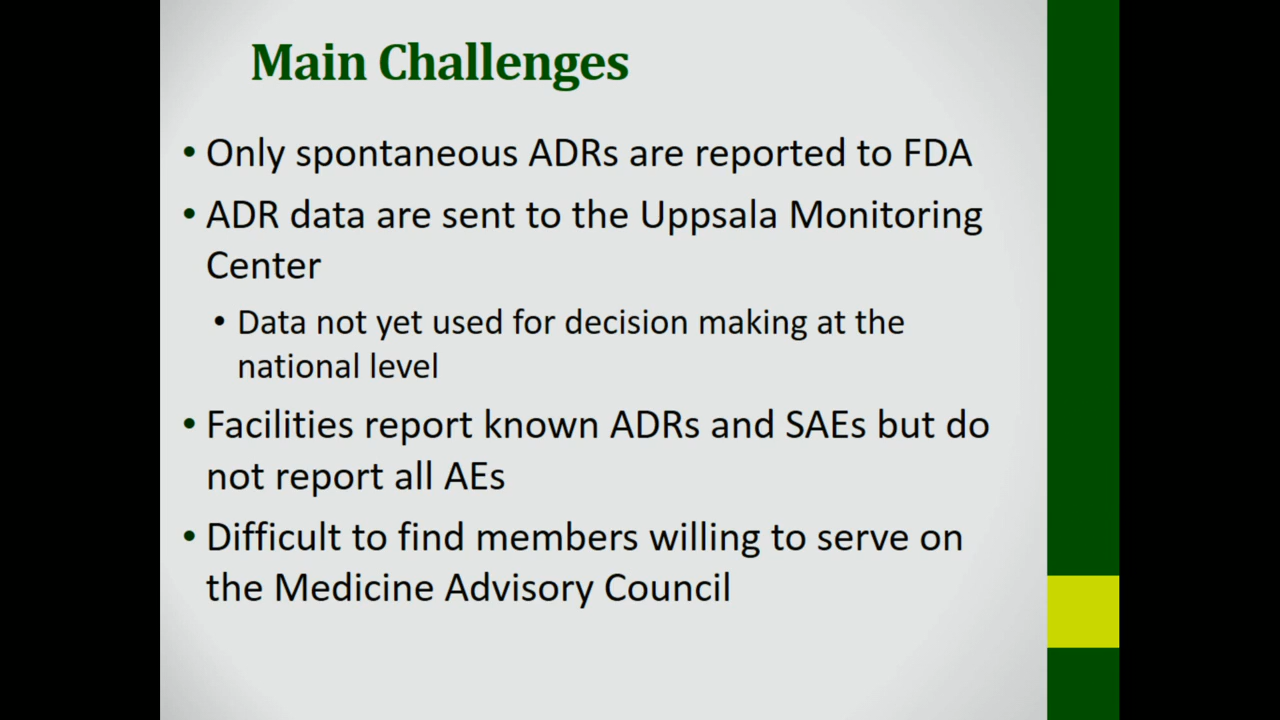 Main Challenges
• Only spontaneous ADRs are reported to FDA
• ADR data are sent to the Uppsala Monitoring
Center
• Data not yet used for decision making at the
national level
• Facilities report known ADRs and SAEs but do
not report all AEs
• Difficult to find members willing to serve on
the Medicine Advisory Council